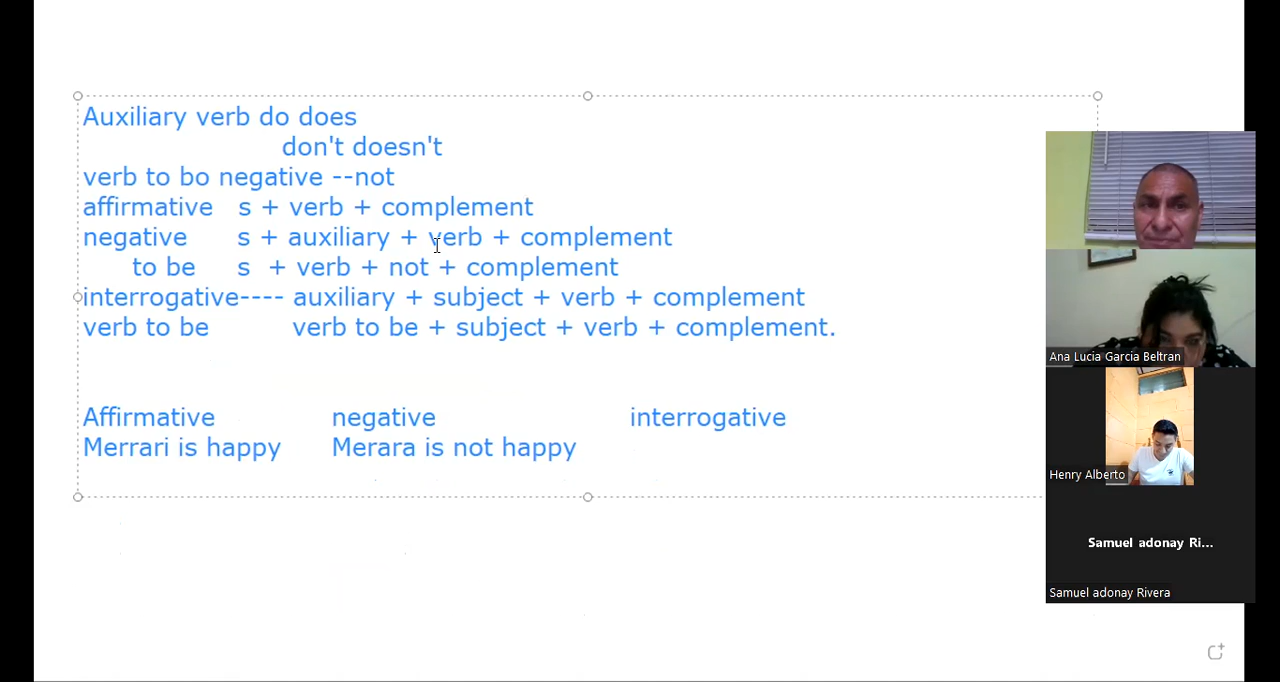 Auxiliary verb do does
don't doesn't
verb to bo negative --not
affirmative s + verb + complement
negative s + auxiliary + verb + complement
to be s + verb + not + complement
interrogative---- auxiliary + subject + verb + complement
verb to be verb to be + subject + verb + complement.
Affirmative negative interrogative
Merrari is happy Merara is not happy
Ana Lucia Garcia Beltran
Henry Alberto
Samuel adonay Ri...
Samuel adonay Rivera